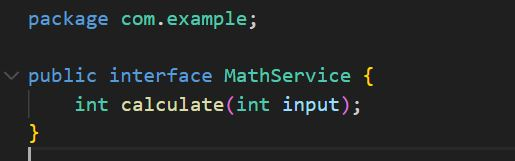 package com.example;
public interface MathService {
    int calculate(int input);
}